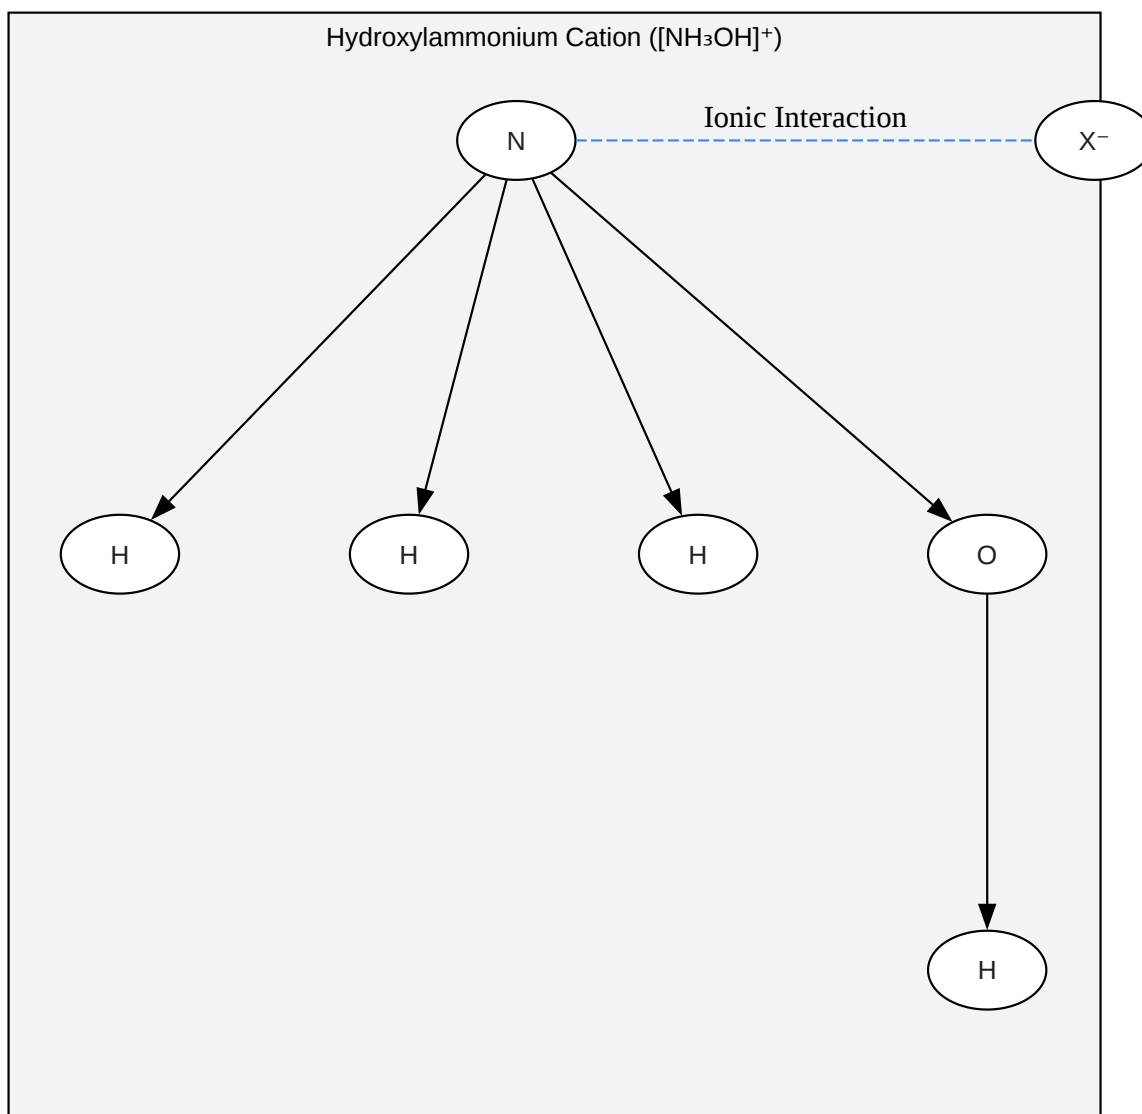 Hydroxylammonium Cation ([NH₃OH]⁺)
Ionic Interaction
N
X⁻
H
H
H
O
H